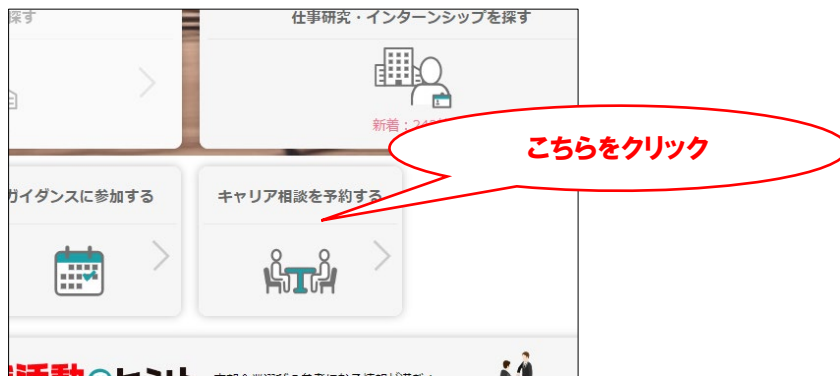 探す
仕事研究・インターンシップを探す
新着：
こちらをクリック
ガイダンスに参加する
キャリア相談を予約する
活動